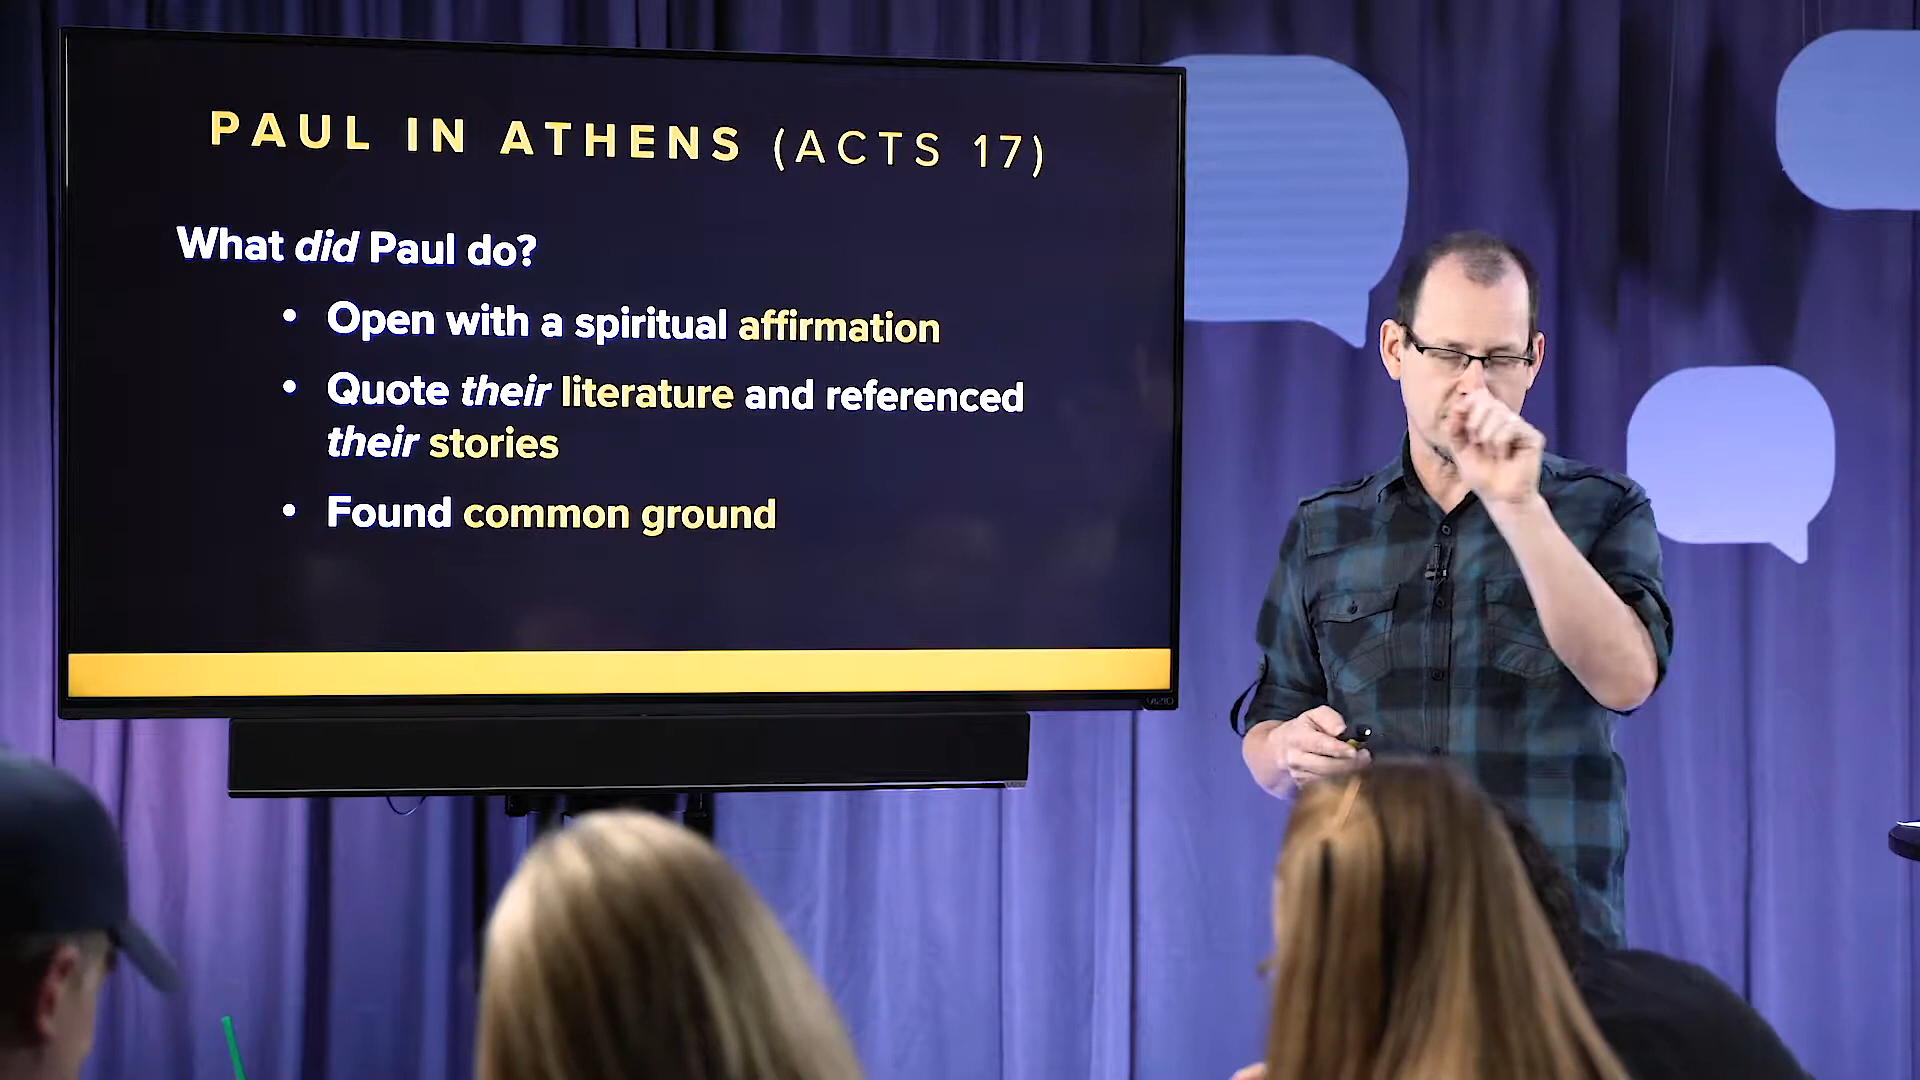 PAUL IN ATHENS (ACTS 17)
What did Paul do?
• Open with a spiritual affirmation
• Quote their literature and referenced
their stories
• Found common ground
VIZIO